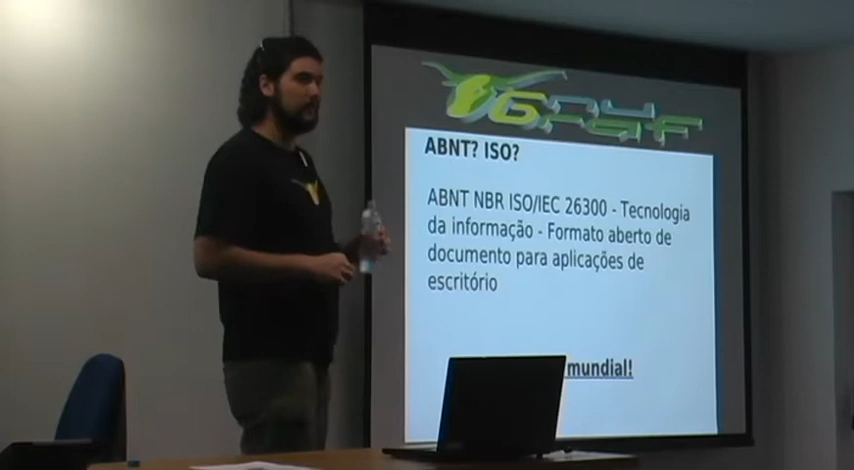 ABNT? ISO?
ABNT NBR ISO/IEC 26300 - Tecnologia
da informação - Formato aberto de
documento para aplicações de
escritório
mundial!